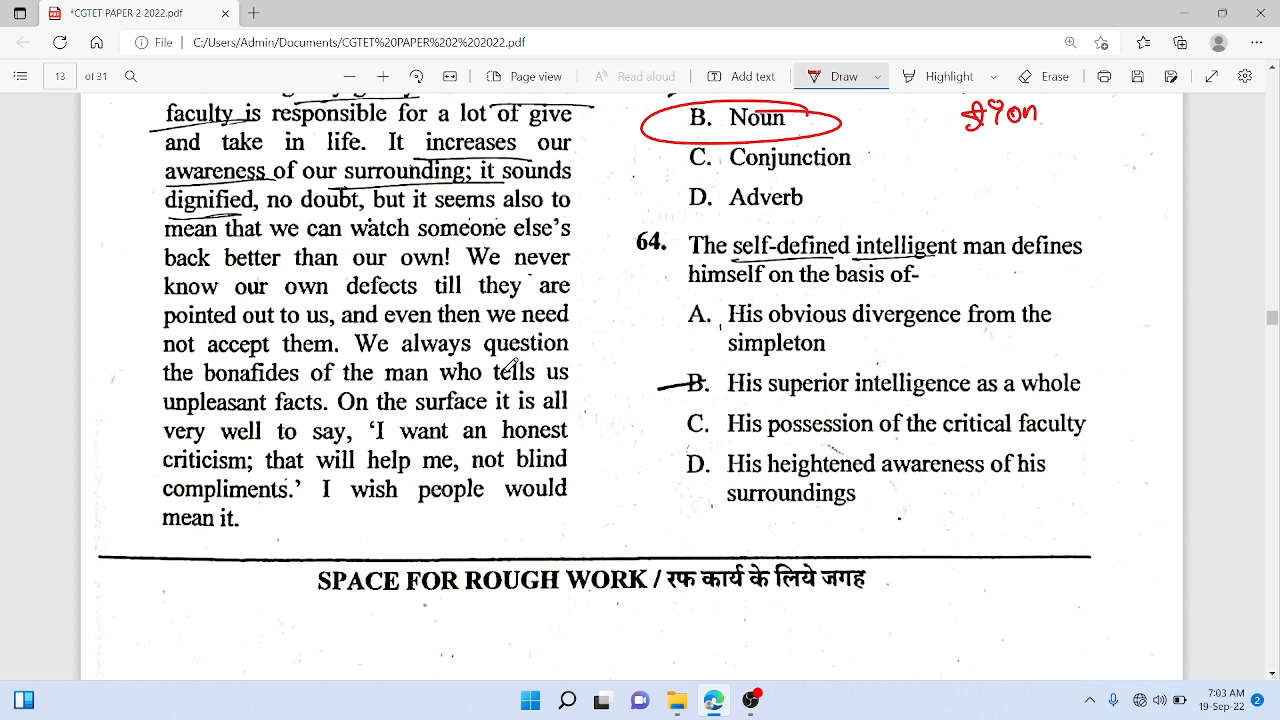 *CGTET PAPER 2 2022.pdf
File
C:/Users/Admin/Documents/CGTET%20PAPER%202%202022.pdf
13 of 31
Page view
Read aloud
Add text
Draw
Highlight
Erase
faculty is responsible for a lot of give
and take in life. It increases our
awareness of our surrounding; it sounds
dignified, no doubt, but it seems also to
mean that we can watch someone else's
back better than our own! We never
know our own defects till they are
pointed out to us, and even then we need
not accept them. We always question
the bonafides of the man who tells us
unpleasant facts. On the surface it is all
very well to say, 'I want an honest
criticism; that will help me, not blind
compliments.' I wish people would
mean it.
B. Noun
C. Conjunction
D. Adverb
64. The self-defined intelligent man defines
himself on the basis of-
A. His obvious divergence from the
simpleton
B. His superior intelligence as a whole
C. His possession of the critical faculty
D. His heightened awareness of his
surroundings
SPACE FOR ROUGH WORK / रफ कार्य के लिये जगह
7:03 AM
19-Sep-22
2